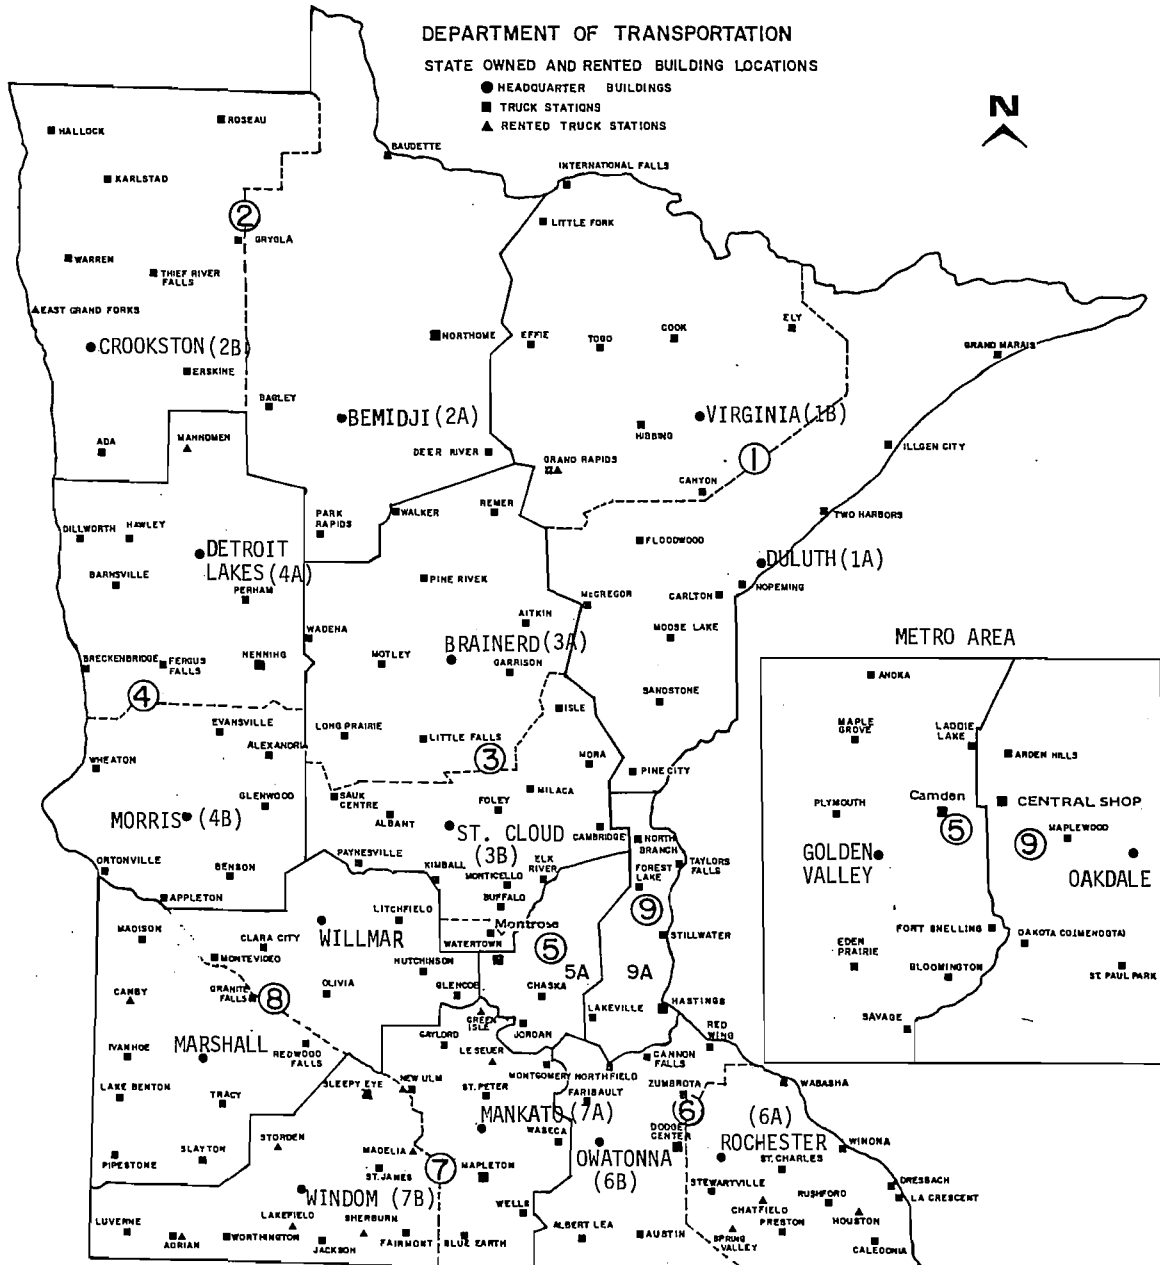 DEPARTMENT OF TRANSPORTATION
STATE OWNED AND RENTED BUILDING LOCATIONS
HEADQUARTER BUILDINGS
TRUCK STATIONS
RENTED TRUCK STATIONS
N
HALLOCK
ROSEAU
BAUDETTE
INTERNATIONAL FALLS
KARLSTAD
2
LITTLE FORK
GRYGLA
WARREN
THIEF RIVER
FALLS
EAST GRAND FORKS
CROOKSTON (2B)
ERSKINE
NORTHOME
EFFIE
TOGO
COOK
ELY
GRAND MARAIS
BAGLEY
BEMIDJI (2A)
VIRGINIA (1B)
HIBBING
ADA
MAHNOMEN
DEER RIVER
GRAND RAPIDS
1
ILLGEN CITY
CANYON
DILLWORTH
HAWLEY
PARK
RAPIDS
WALKER
REMER
TWO HARBORS
FLOODWOOD
DETROIT
LAKES (4A)
DULUTH (1A)
BARNSVILLE
PERHAM
PINE RIVER
McGREGOR
CARLTON
NOPEMING
AITKIN
WADENA
BRAINERD (3A)
MOOSE LAKE
METRO AREA
BRECKENBRIDGE
FERGUS
FALLS
HENNING
MOTLEY
GARRISON
SANDSTONE
ANOKA
4
EVANSVILLE
LONG PRAIRIE
LITTLE FALLS
ISLE
MAPLE
GROVE
LADDIE
LAKE
ARDEN HILLS
ALEXANDRI
3
MORA
WHEATON
PINE CITY
GLENWOOD
SAUK
CENTRE
MILACA
PLYMOUTH
Camden
CENTRAL SHOP
MORRIS (4B)
ALBANY
FOLEY
ST. CLOUD
(3B)
CAMBRIDGE
NORTH
BRANCH
5
MAPLEWOOD
9
GOLDEN
VALLEY
OAKDALE
ORTONVILLE
BENSON
PAYNESVILLE
KIMBALL
MONTICELLO
ELK
RIVER
FOREST
LAKE
TAYLORS
FALLS
APPLETON
BUFFALO
LITCHFIELD
9
WILLMAR
Montrose
FORT SNELLING
MADISON
CLARA CITY
WATERTOWN
5
STILLWATER
EDEN
PRAIRIE
DAKOTA CO.(MENDOTA)
MONTEVIDEO
HUTCHINSON
5A
9A
BLOOMINGTON
ST. PAUL PARK
CANBY
GRANITE
FALLS
8
OLIVIA
GLENCOE
CHASKA
HASTINGS
SAVAGE
GREEN
ISLE
JORDAN
LAKEVILLE
RED
WING
IVANHOE
MARSHALL
REDWOOD
FALLS
GAYLORD
LE SEUER
MONTGOMERY
NORTHFIELD
CANNON
FALLS
LAKE BENTON
TRACY
SLEEPY EYE
NEW ULM
ST. PETER
FARIBAULT
ZUMBROTA
WABASHA
MANKATO (7A)
6
(6A)
ROCHESTER
STORDEN
MADELIA
WASECA
DODGE
CENTER
WINONA
PIPESTONE
SLAYTON
ST. JAMES
7
MAPLETON
OWATONNA
(6B)
ST. CHARLES
WINDOM (7B)
STEWARTVILLE
DRESBACH
LA CRESCENT
WELLS
RUSHFORD
CHATFIELD
PRESTON
HOUSTON
LUVERNE
ADRIAN
WORTHINGTON
LAKEFIELD
JACKSON
SHERBURN
FAIRMONT
BLUE EARTH
ALBERT LEA
AUSTIN
SPRING
VALLEY
CALEDONIA